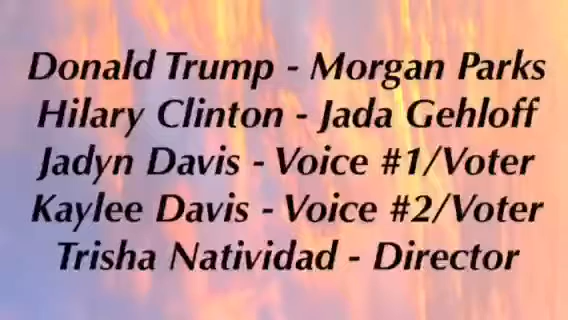 Donald Trump - Morgan Parks
Hilary Clinton - Jada Gehloff
Jadyn Davis - Voice #1/Voter
Kaylee Davis - Voice #2/Voter
Trisha Natividad - Director